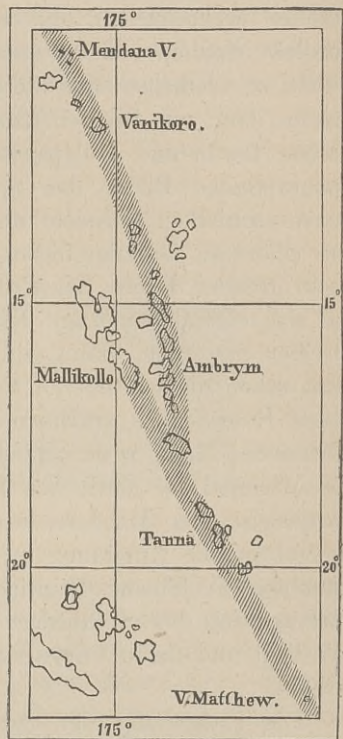 175°
Mendana V.
Vanikoro.
15° 15°
Mallikollo Ambrym
Tanna
20° 20°
V. Matthew.
175°